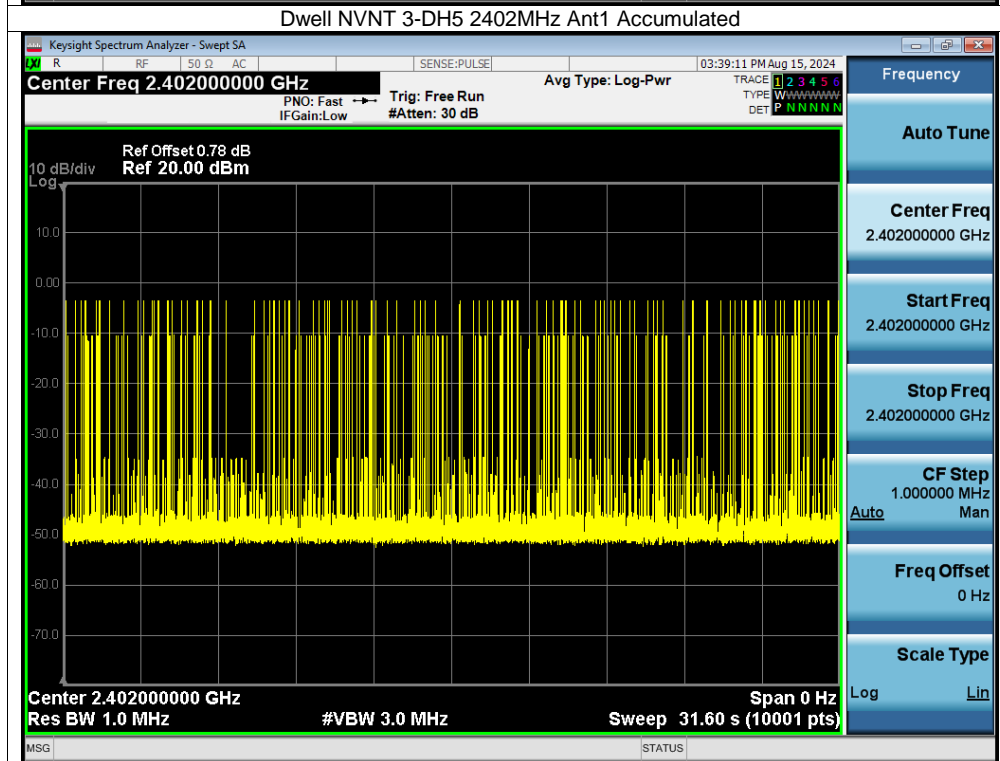 Dwell NVNT 3-DH5 2402MHz Ant1 Accumulated
Keysight Spectrum Analyzer - Swept SA
LXI R RF 50 Ω AC SENSE:PULSE 03:39:11 PM Aug 15, 2024
Center Freq 2.402000000 GHz Avg Type: Log-Pwr TRACE 1 2 3 4 5 6
PNO: Fast Trig: Free Run TYPE WWWWWW
IFGain:Low #Atten: 30 dB DET P N N N N N
Ref Offset 0.78 dB
10 dB/div Ref 20.00 dBm
Log
10.0
0.00
-10.0
-20.0
-30.0
-40.0
-50.0
-60.0
-70.0
Center 2.402000000 GHz Span 0 Hz
Res BW 1.0 MHz #VBW 3.0 MHz Sweep 31.60 s (10001 pts)
MSG STATUS
Frequency
Auto Tune
Center Freq
2.402000000 GHz
Start Freq
2.402000000 GHz
Stop Freq
2.402000000 GHz
CF Step
1.000000 MHz
Auto Man
Freq Offset
0 Hz
Scale Type
Log Lin